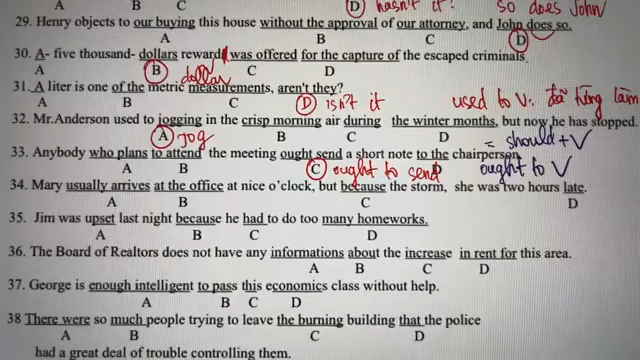 A B C D hasn't it? so does John
29. Henry objects to our buying this house without the approval of our attorney, and John does so.
A B C D
30. A- five thousand- dollars reward was offered for the capture of the escaped criminals
A B dollar C D
31. A liter is one of the metric measurements, aren't they?
A B C D isn't it used to V: đã từng làm
32. Mr.Anderson used to jogging in the crisp morning air during the winter months, but now he has stopped.
A jog B C D = should + V
33. Anybody who plans to attend the meeting ought send a short note to the chairperson
A B C ought to send D ought to V
34. Mary usually arrives at the office at nice o'clock, but because the storm, she was two hours late.
A B C D
35. Jim was upset last night because he had to do too many homeworks.
A B C D
36. The Board of Realtors does not have any informations about the increase in rent for this area.
A B C D
37. George is enough intelligent to pass this economics class without help.
A B C D
38 There were so much people trying to leave the burning building that the police
A B C D
had a great deal of trouble controlling them.